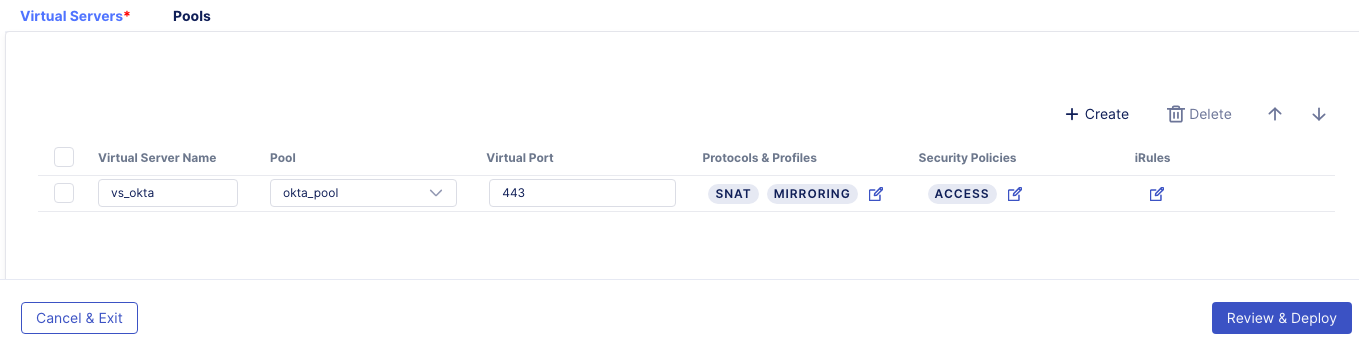 Virtual Servers* Pools
Create Delete
Virtual Server Name Pool Virtual Port Protocols & Profiles Security Policies iRules
vs_okta okta_pool 443 SNAT MIRRORING ACCESS
Cancel & Exit Review & Deploy